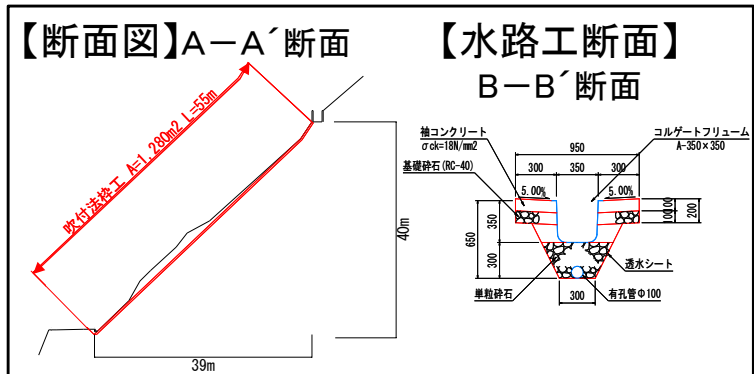 【断面図】A－A´断面
吹付法枠工 A=1,280m2 L=55m
40m
39m
【水路工断面】
B－B´断面
袖コンクリート
σck=18N/mm2
基礎砕石(RC-40)
コルゲートフリューム
A-350×350
950
300
350
300
5.00%
5.00%
650
350
300
100
100
200
透水シート
単粒砕石
有孔管Φ100
300